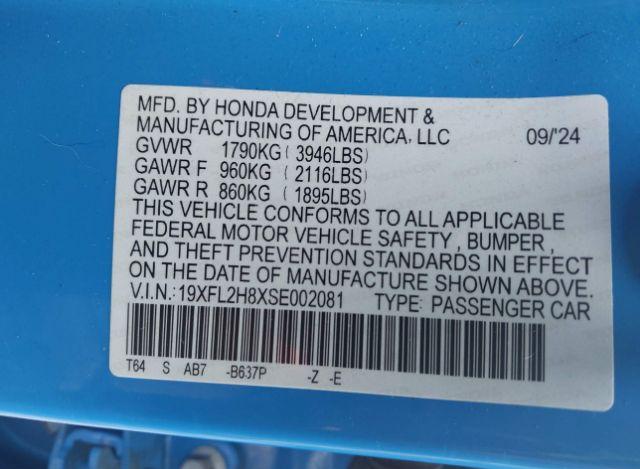 MFD. BY HONDA DEVELOPMENT &
MANUFACTURING OF AMERICA, LLC 09/'24
GVWR 1790KG ( 3946LBS)
GAWR F 960KG ( 2116LBS)
GAWR R 860KG ( 1895LBS)
THIS VEHICLE CONFORMS TO ALL APPLICABLE
FEDERAL MOTOR VEHICLE SAFETY , BUMPER ,
AND THEFT PREVENTION STANDARDS IN EFFECT
ON THE DATE OF MANUFACTURE SHOWN ABOVE.
V.I.N.:19XFL2H8XSE002081 TYPE: PASSENGER CAR
T64 S AB7 -B637P -Z -E